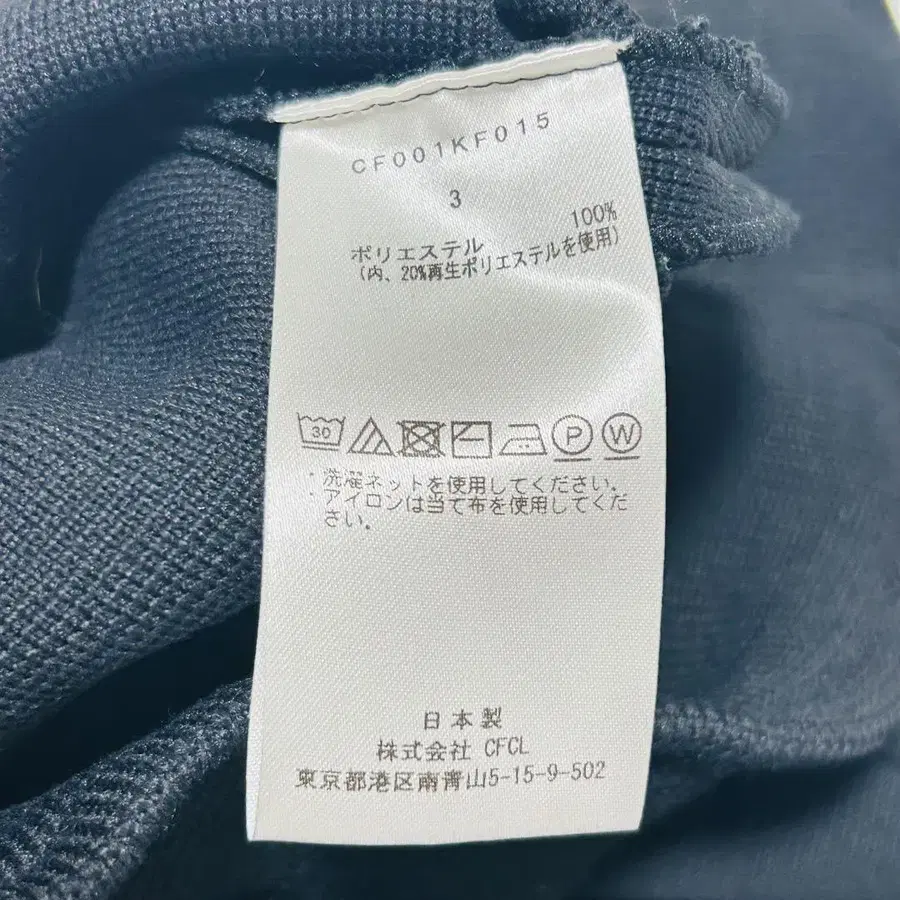 CF001KF015
3
ポリエステル 100%
(内、20%再生ポリエステルを使用)
30 P W
・洗濯ネットを使用してください。
・アイロンは当て布を使用してくだ
さい。
日本製
株式会社 CFCL
東京都港区南青山5-15-9-502